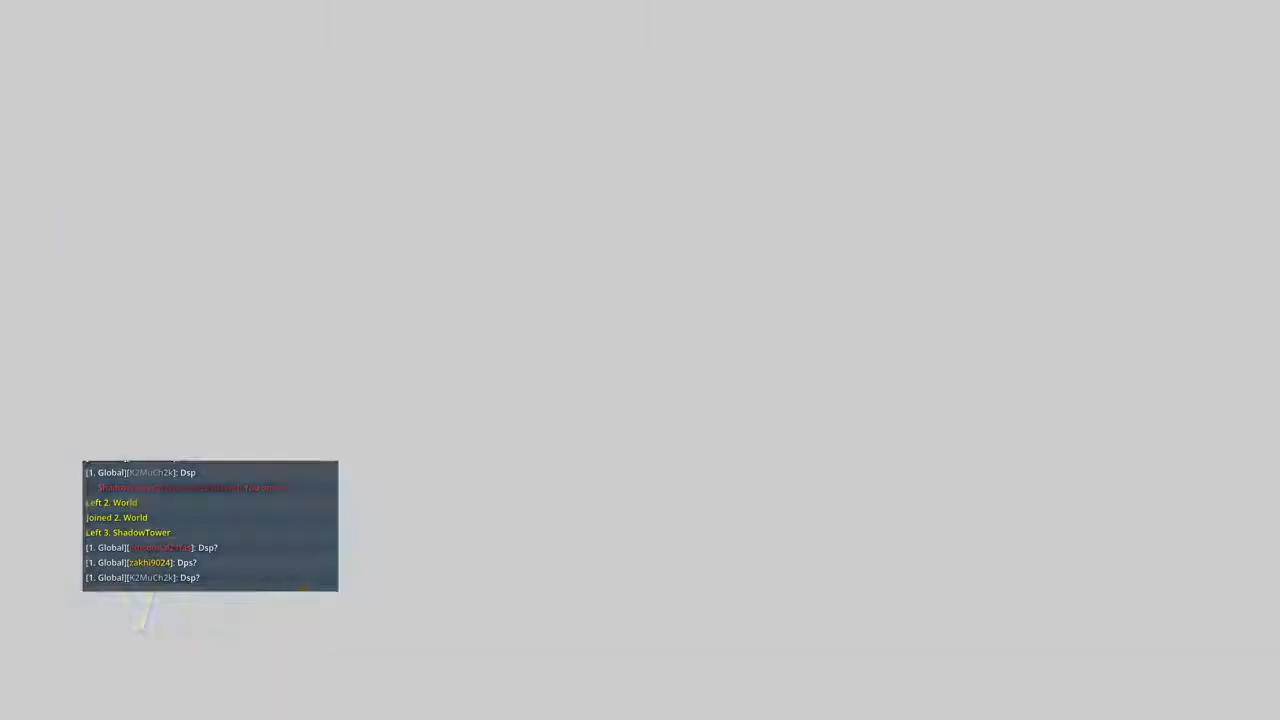 [1. Global][K2MuCh2k]: Dsp
Left 2. World
Joined 2. World
Left 3. ShadowTower
[1. Global][]: Dsp?
[1. Global][zakhi9024]: Dps?
[1. Global][K2MuCh2k]: Dsp?